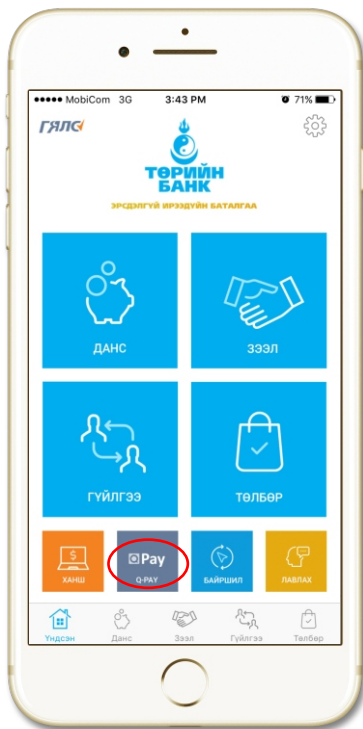 MobiCom 3G 3:43 PM 71%
ГЯЛС
ТӨРИЙН
БАНК
ЭРСДЭЛГҮЙ ИРЭЭДҮЙН БАТАЛГАА
ДАНС
ЗЭЭЛ
ГҮЙЛГЭЭ
ТӨЛБӨР
$
Pay
ХАНШ
Q-PAY
БАЙРШИЛ
ЛАВЛАХ
Үндсэн
Данс
Зээл
Гүйлгээ
Төлбөр